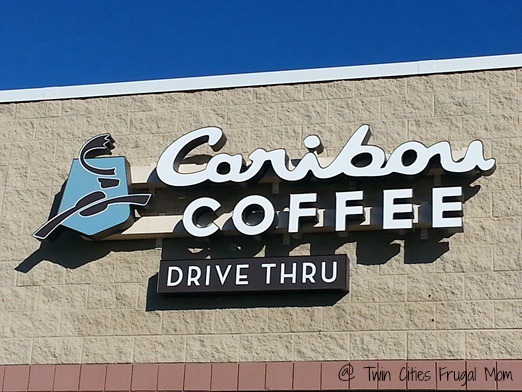 Caribou
COFFEE
DRIVE THRU
@ Twin Cities Frugal Mom